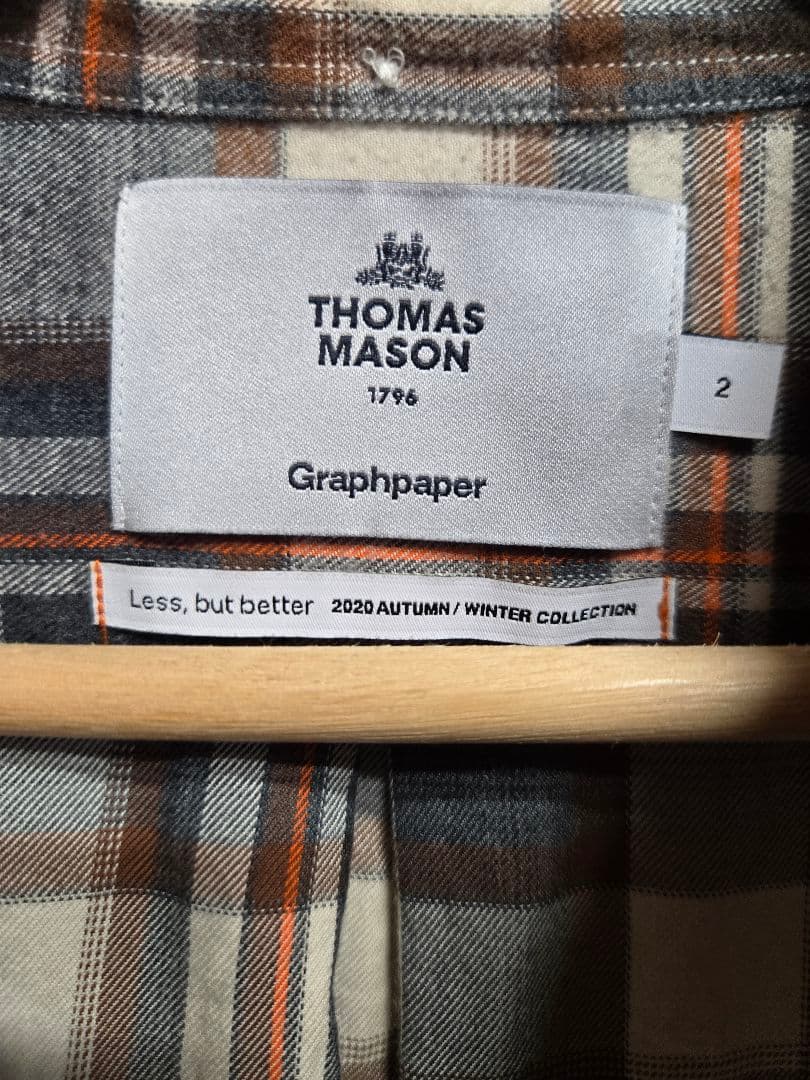 THOMAS
MASON
1796
Graphpaper
2
Less, but better 2020 AUTUMN / WINTER COLLECTION